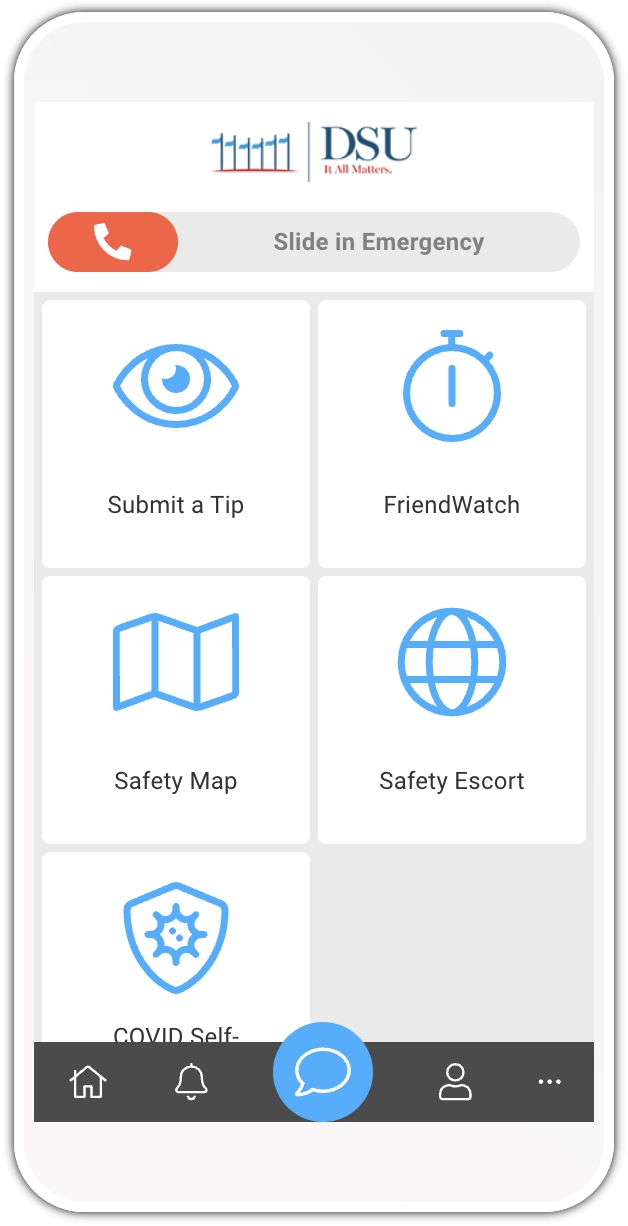 DSU
It All Matters.
Slide in Emergency
Submit a Tip
FriendWatch
Safety Map
Safety Escort
COVID Self-